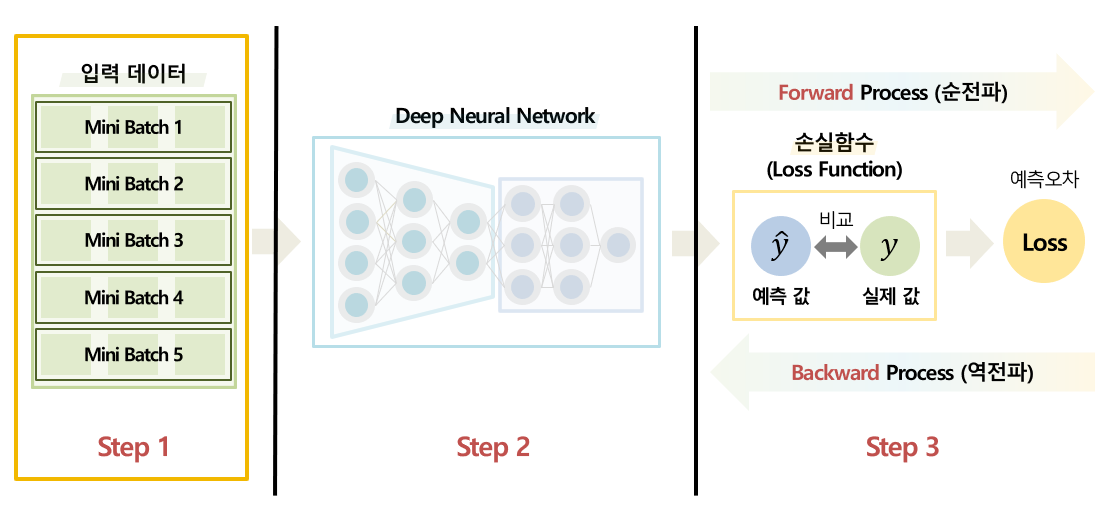 입력 데이터
Mini Batch 1
Mini Batch 2
Mini Batch 3
Mini Batch 4
Mini Batch 5
Step 1
Deep Neural Network
Step 2
Forward Process (순전파)
손실함수
(Loss Function)
예측오차
비교
ŷ
y
Loss
예측 값
실제 값
Backward Process (역전파)
Step 3